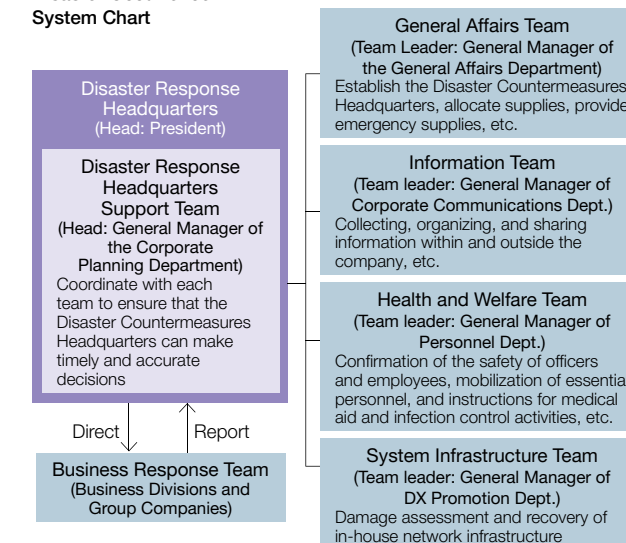 System Chart
Disaster Response
Headquarters
(Head: President)
Disaster Response
Headquarters
Support Team
(Head: General Manager of
the Corporate
Planning Department)
Coordinate with each
team to ensure that the
Disaster Countermeasures
Headquarters can make
timely and accurate
decisions
Direct
Report
Business Response Team
(Business Divisions and
Group Companies)
General Affairs Team
(Team Leader: General Manager of
the General Affairs Department)
Establish the Disaster Countermeasures
Headquarters, allocate supplies, provide
emergency supplies, etc.
Information Team
(Team leader: General Manager of
Corporate Communications Dept.)
Collecting, organizing, and sharing
information within and outside the
company, etc.
Health and Welfare Team
(Team leader: General Manager of
Personnel Dept.)
Confirmation of the safety of officers
and employees, mobilization of essentia
personnel, and instructions for medical
aid and infection control activities, etc.
System Infrastructure Team
(Team leader: General Manager of
DX Promotion Dept.)
Damage assessment and recovery of
in-house network infrastructure